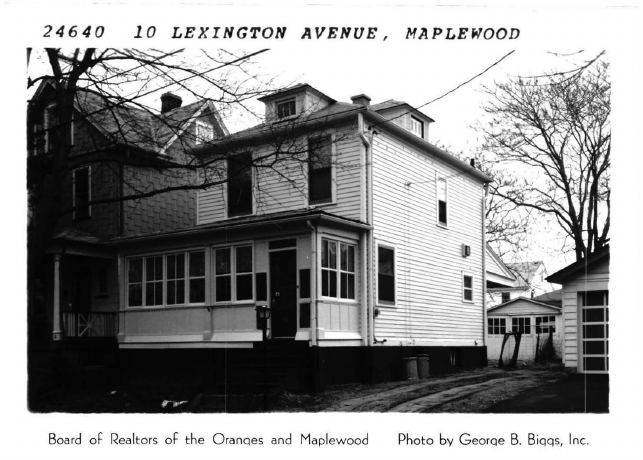 24640 10 LEXINGTON AVENUE, MAPLEWOOD
Board of Realtors of the Oranges and Maplewood Photo by George B. Biggs, Inc.